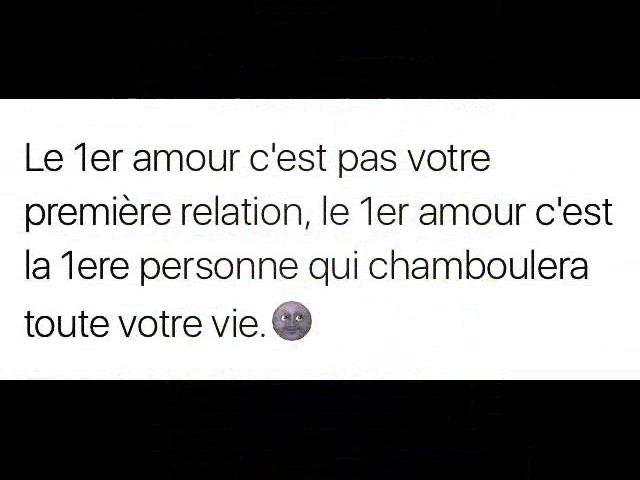 Le 1er amour c'est pas votre
première relation, le 1er amour c'est
la 1ere personne qui chamboulera
toute votre vie.🌚